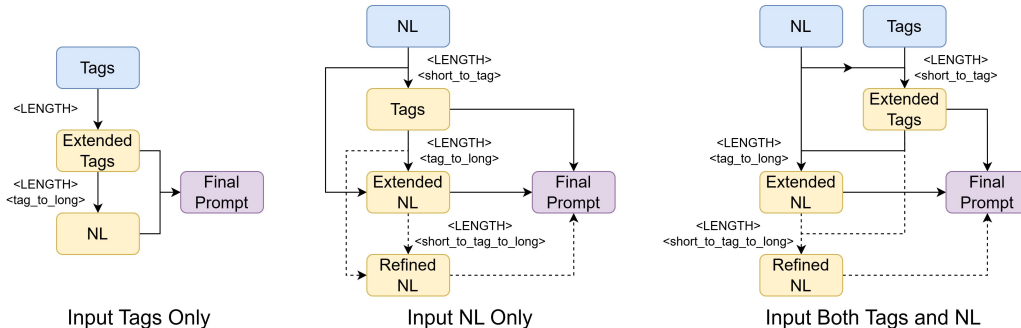 Tags
<LENGTH>
Extended
Tags
<LENGTH>
<tag_to_long>
NL
Final
Prompt
Input Tags Only
NL
<LENGTH>
<short_to_tag>
Tags
<LENGTH>
<tag_to_long>
Extended
NL
Final
Prompt
<LENGTH>
<short_to_tag_to_long>
Refined
NL
Input NL Only
NL
Tags
<LENGTH>
<short_to_tag>
Extended
Tags
<LENGTH>
<tag_to_long>
Extended
NL
Final
Prompt
<LENGTH>
<short_to_tag_to_long>
Refined
NL
Input Both Tags and NL